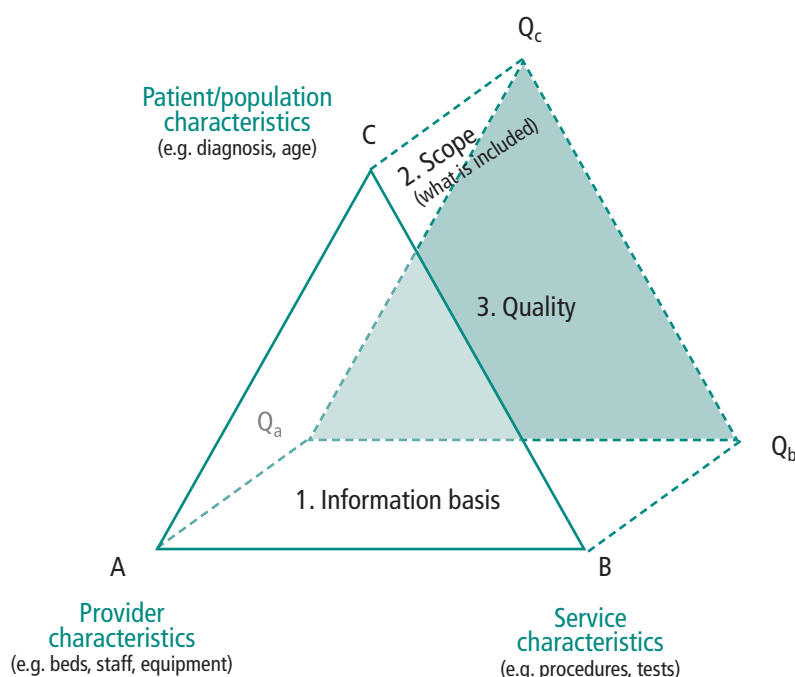 Qc
Patient/population
characteristics
(e.g. diagnosis, age)
C
2. Scope
(what is included)
3. Quality
Qa
Qb
1. Information basis
A
B
Provider
characteristics
(e.g. beds, staff, equipment)
Service
characteristics
(e.g. procedures, tests)